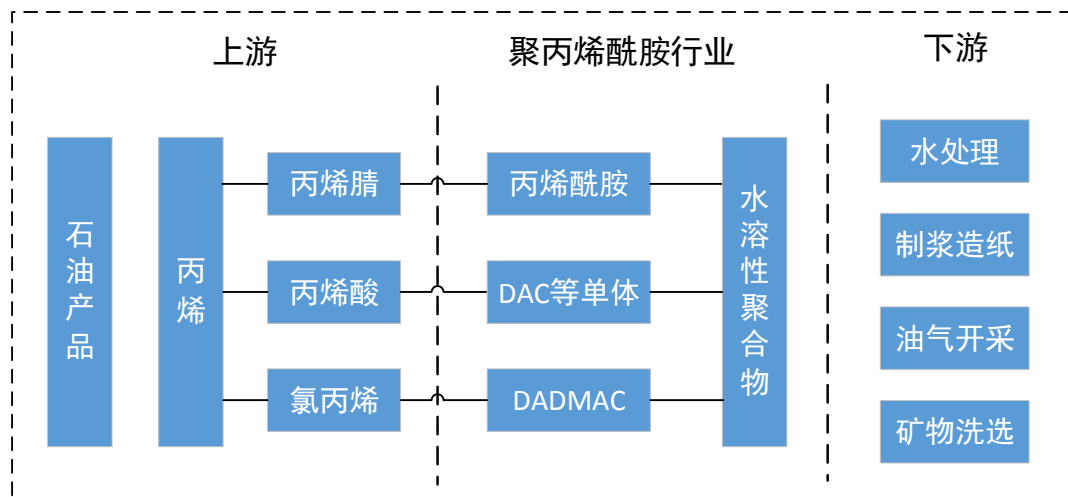 上游
聚丙烯酰胺行业
下游
石油产品
丙烯
丙烯腈
丙烯酸
氯丙烯
丙烯酰胺
DAC等单体
DADMAC
水溶性聚合物
水处理
制浆造纸
油气开采
矿物洗选